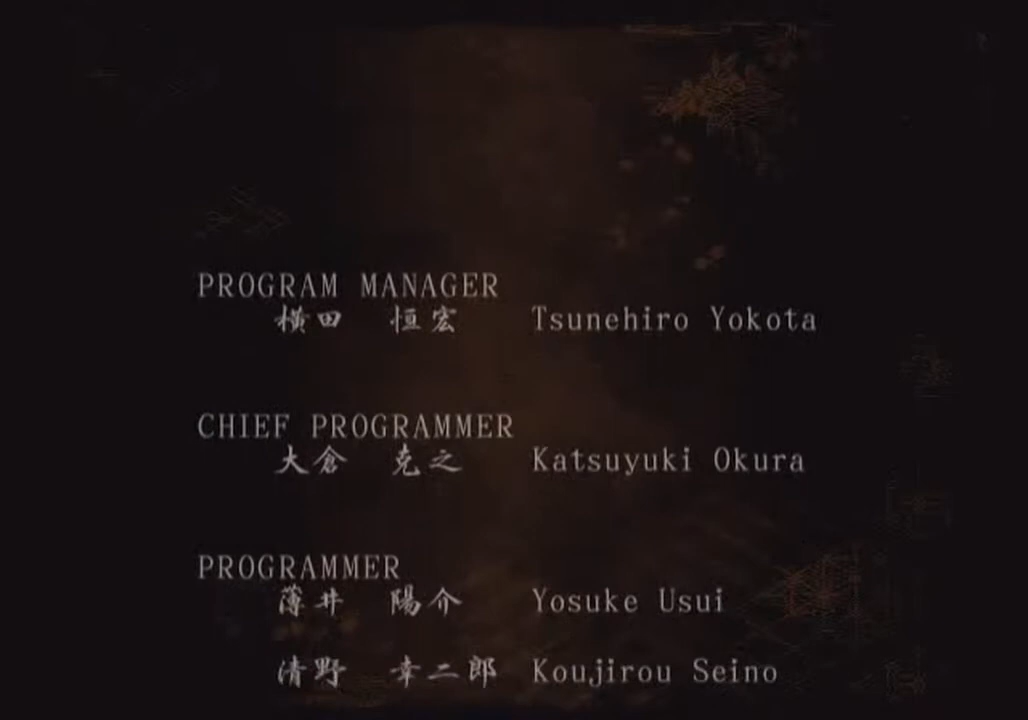 PROGRAM MANAGER
横田 恒宏 Tsunehiro Yokota
CHIEF PROGRAMMER
大倉 克之 Katsuyuki Okura
PROGRAMMER
薄井 陽介 Yosuke Usui
清野 幸二郎 Koujirou Seino